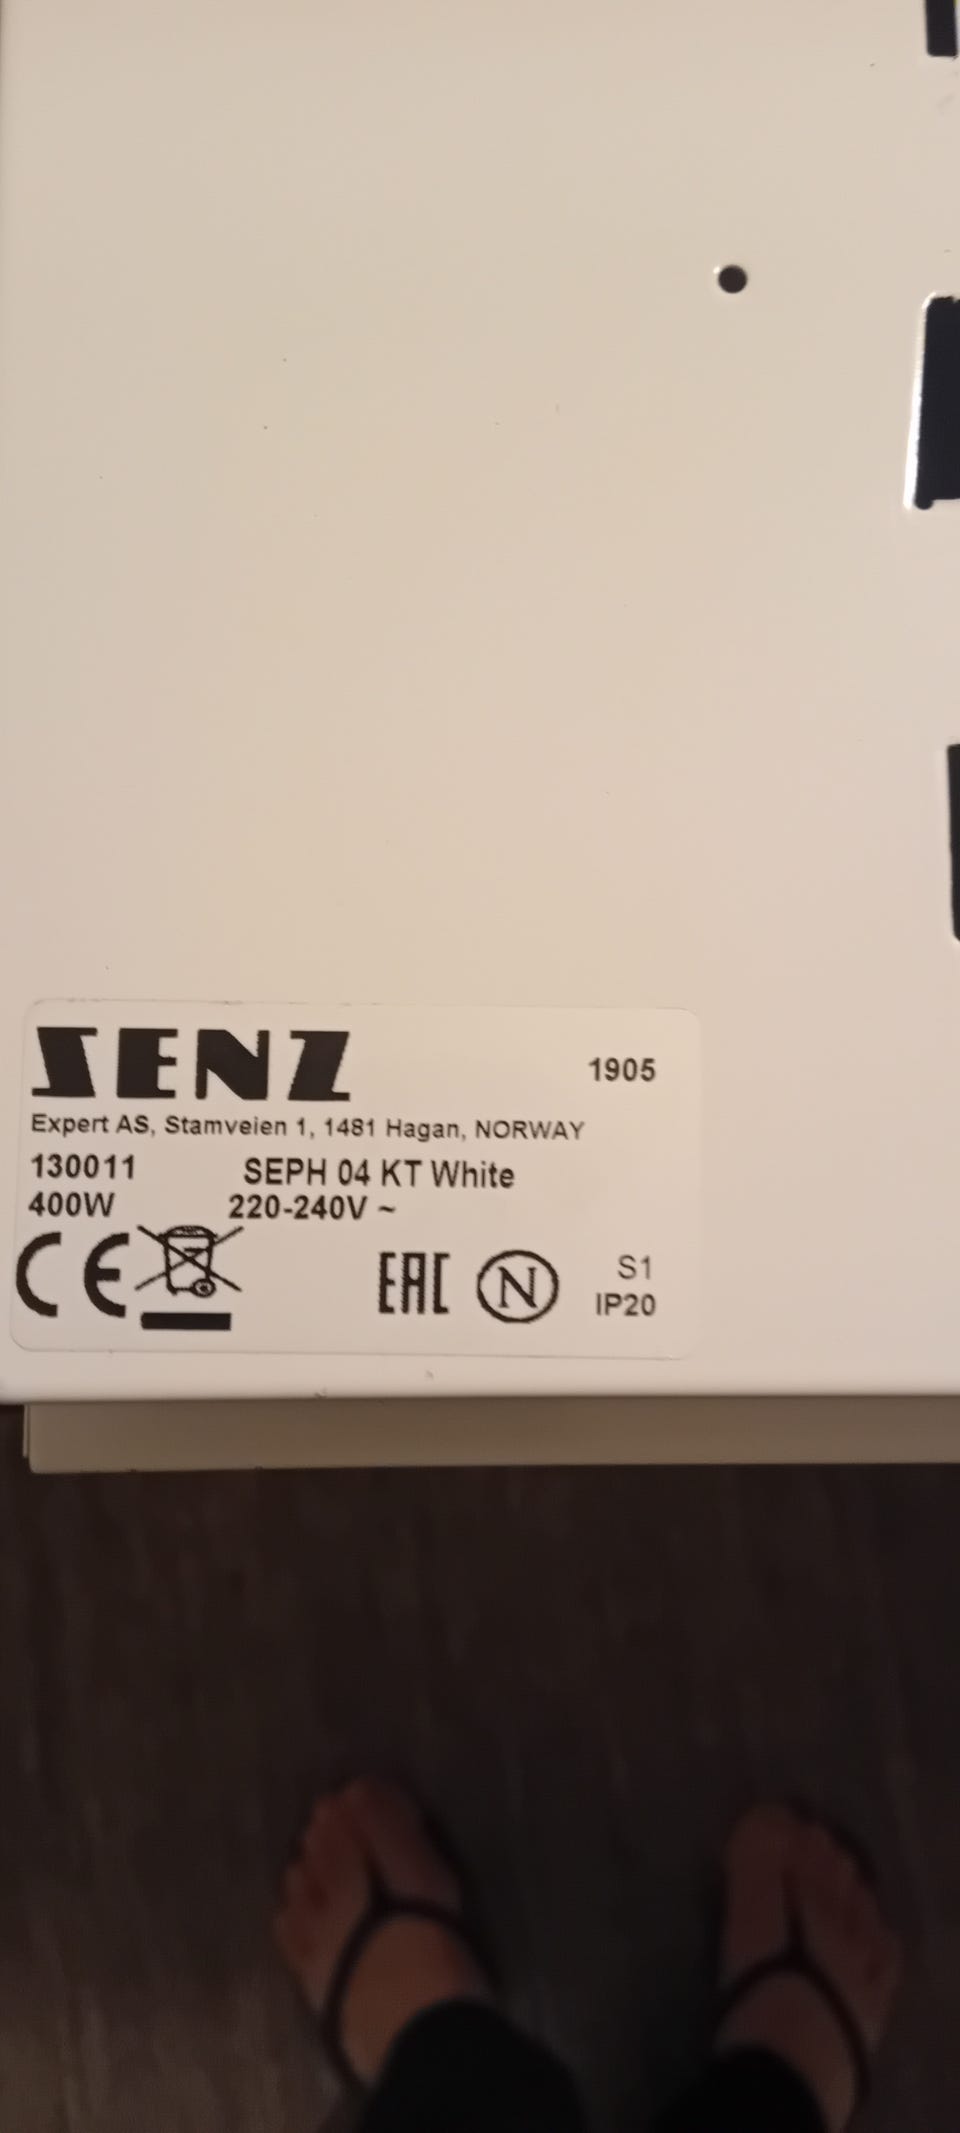 SENZ
1905
Expert AS, Stamveien 1, 1481 Hagan, NORWAY
130011 SEPH 04 KT White
400W 220-240V ~
CE EAC N S1
IP20